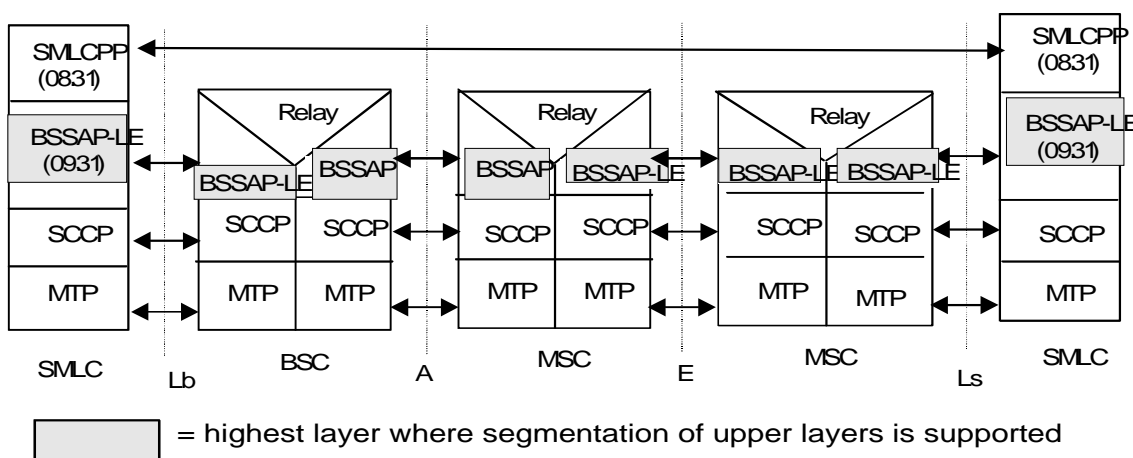 SMLCPP
(0831)
SMLCPP
(0831)
Relay
Relay
Relay
BSSAP-LE
(0931)
BSSAP-LE
BSSAP
BSSAP
BSSAP-LE
BSSAP-LE
BSSAP-LE
BSSAP-LE
(0931)
SCCP
SCCP
SCCP
SCCP
SCCP
SCCP
SCCP
SCCP
MTP
MTP
MTP
MTP
MTP
MTP
MTP
MTP
SMLC
Lb
BSC
A
MSC
E
MSC
Ls
SMLC
= highest layer where segmentation of upper layers is supported